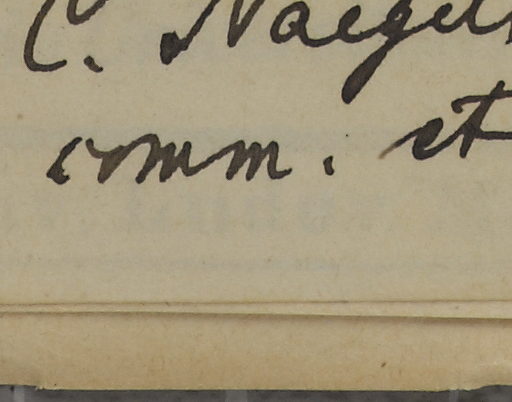 C. Naegeli
comm. et